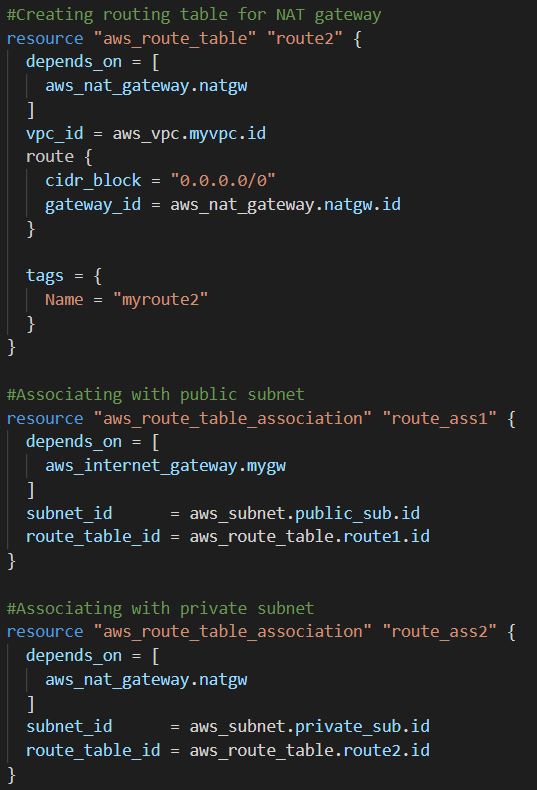 #Creating routing table for NAT gateway
resource "aws_route_table" "route2" {
  depends_on = [
    aws_nat_gateway.natgw
  ]
  vpc_id = aws_vpc.myvpc.id
  route {
    cidr_block = "0.0.0.0/0"
    gateway_id = aws_nat_gateway.natgw.id
  }

  tags = {
    Name = "myroute2"
  }
}

#Associating with public subnet
resource "aws_route_table_association" "route_ass1" {
  depends_on = [
    aws_internet_gateway.mygw
  ]
  subnet_id      = aws_subnet.public_sub.id
  route_table_id = aws_route_table.route1.id
}

#Associating with private subnet
resource "aws_route_table_association" "route_ass2" {
  depends_on = [
    aws_nat_gateway.natgw
  ]
  subnet_id      = aws_subnet.private_sub.id
  route_table_id = aws_route_table.route2.id
}